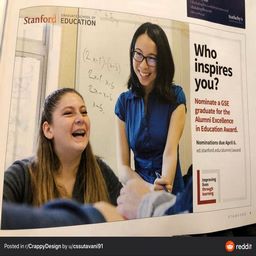 Stanford
GRADUATE SCHOOL OF
EDUCATION
Who
inspires
you?
Nominate a GSE
graduate for the
Alumni Excellence
in Education Award.
Nominations due April 6.
ed.stanford.edu/alumni/award
improving
lives
through
learning
STANFORD
Posted in r/CrappyDesign by u/cssutavani91
reddit